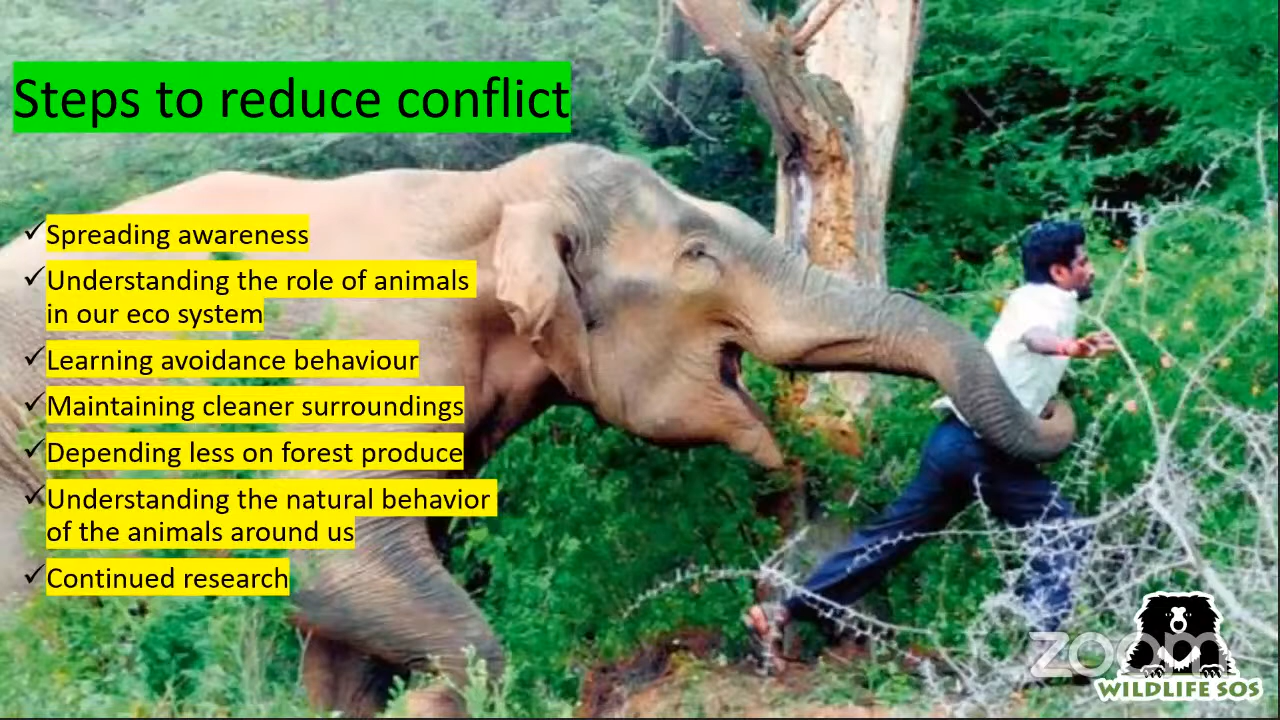 Steps to reduce conflict
✓Spreading awareness
✓Understanding the role of animals
in our eco system
✓Learning avoidance behaviour
✓Maintaining cleaner surroundings
✓Depending less on forest produce
✓Understanding the natural behavior
of the animals around us
✓Continued research
zoom
WILDLIFE SOS